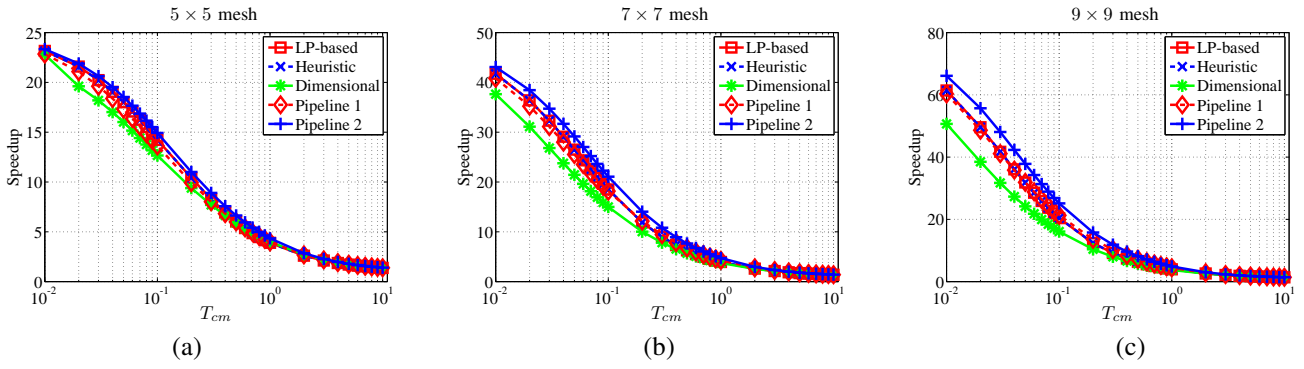 5 × 5 mesh
25
20
15
10
5
0
Speedup
10^-2
10^-1
10^0
10^1
T_cm
LP-based
Heuristic
Dimensional
Pipeline 1
Pipeline 2
(a)
7 × 7 mesh
50
40
30
20
10
0
Speedup
10^-2
10^-1
10^0
10^1
T_cm
LP-based
Heuristic
Dimensional
Pipeline 1
Pipeline 2
(b)
9 × 9 mesh
80
60
40
20
0
Speedup
10^-2
10^-1
10^0
10^1
T_cm
LP-based
Heuristic
Dimensional
Pipeline 1
Pipeline 2
(c)